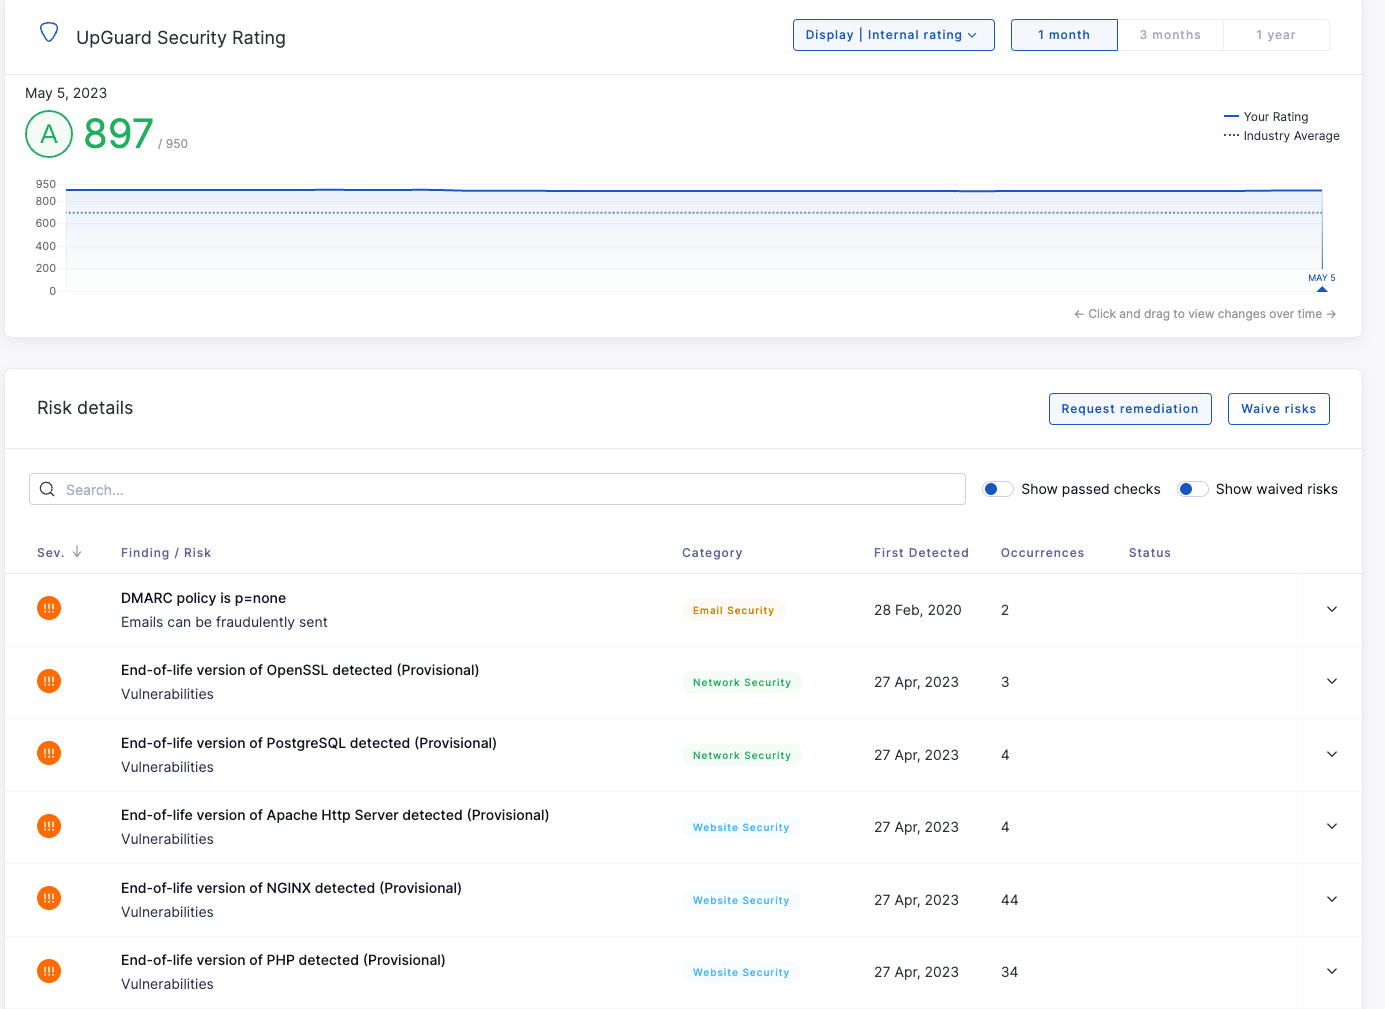 UpGuard Security Rating
Display | Internal rating
1 month
3 months
1 year
May 5, 2023
A 897 / 950
Your Rating
Industry Average
950
800
600
400
200
0
MAY 5
← Click and drag to view changes over time →
Risk details
Request remediation
Waive risks
Search...
Show passed checks
Show waived risks
Sev. ↓ Finding / Risk Category First Detected Occurrences Status
!!! DMARC policy is p=none
Emails can be fraudulently sent
Email Security 28 Feb, 2020 2
!!! End-of-life version of OpenSSL detected (Provisional)
Vulnerabilities
Network Security 27 Apr, 2023 3
!!! End-of-life version of PostgreSQL detected (Provisional)
Vulnerabilities
Network Security 27 Apr, 2023 4
!!! End-of-life version of Apache Http Server detected (Provisional)
Vulnerabilities
Website Security 27 Apr, 2023 4
!!! End-of-life version of NGINX detected (Provisional)
Vulnerabilities
Website Security 27 Apr, 2023 44
!!! End-of-life version of PHP detected (Provisional)
Vulnerabilities
Website Security 27 Apr, 2023 34